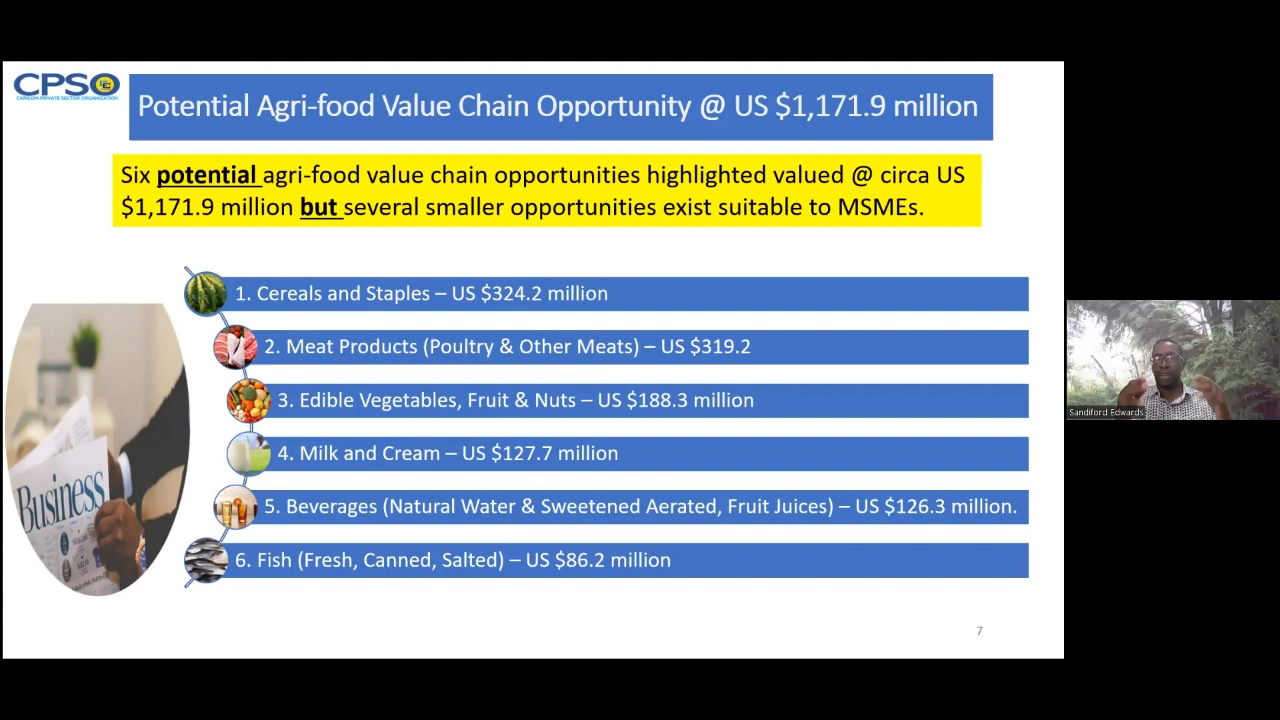 CPSO
CARICOM PRIVATE SECTOR ORGANIZATION
Potential Agri-food Value Chain Opportunity @ US $1,171.9 million
Six potential agri-food value chain opportunities highlighted valued @ circa US
$1,171.9 million but several smaller opportunities exist suitable to MSMEs.
1. Cereals and Staples – US $324.2 million
2. Meat Products (Poultry & Other Meats) – US $319.2
3. Edible Vegetables, Fruit & Nuts – US $188.3 million
4. Milk and Cream – US $127.7 million
5. Beverages (Natural Water & Sweetened Aerated, Fruit Juices) – US $126.3 million.
6. Fish (Fresh, Canned, Salted) – US $86.2 million
Business
7
Sandiford Edwards